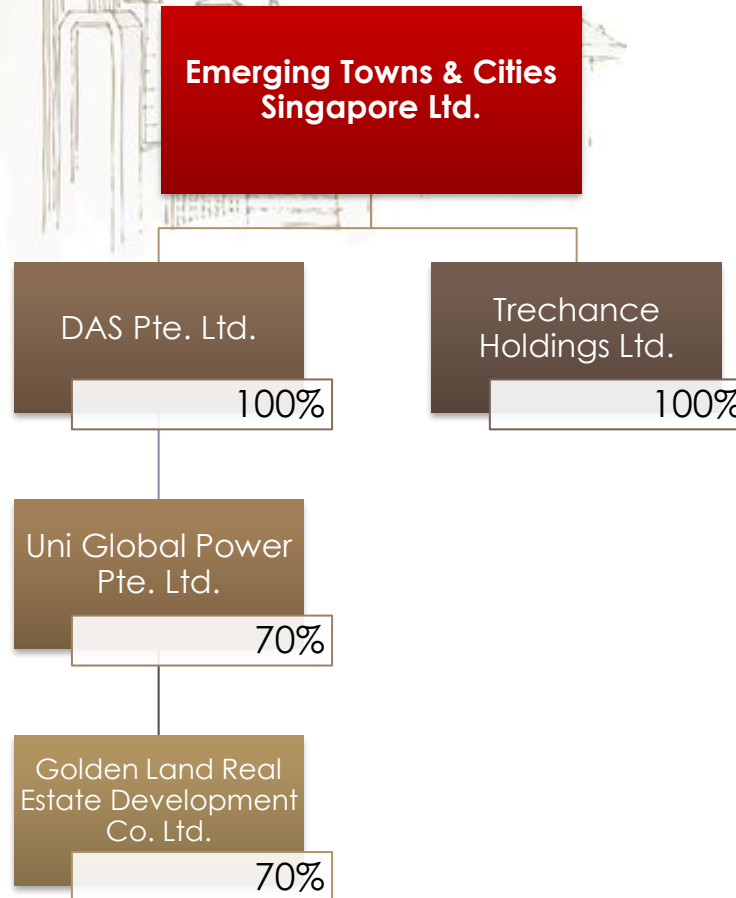 Emerging Towns & Cities
Singapore Ltd.
DAS Pte. Ltd.
100%
Trechance
Holdings Ltd.
100%
Uni Global Power
Pte. Ltd.
70%
Golden Land Real
Estate Development
Co. Ltd.
70%